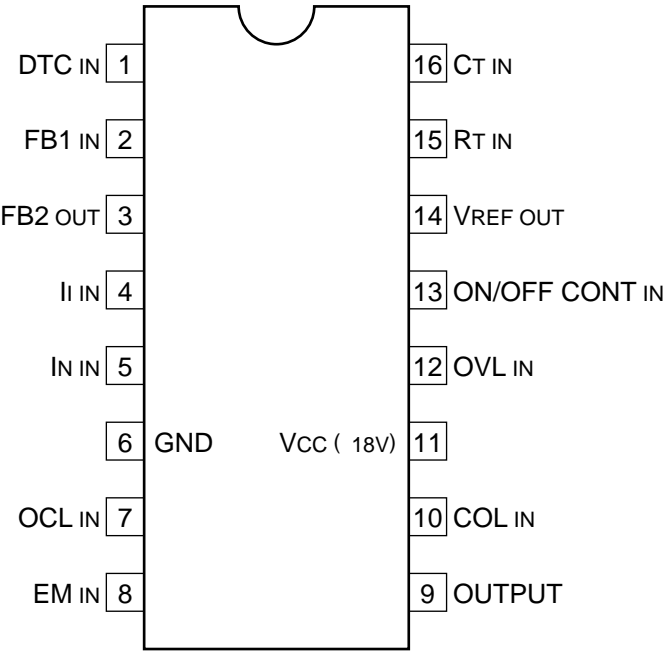 DTC IN 1 16 CT IN
FB1 IN 2 15 RT IN
FB2 OUT 3 14 VREF OUT
II IN 4 13 ON/OFF CONT IN
IN IN 5 12 OVL IN
6 GND VCC ( 18V) 11
OCL IN 7 10 COL IN
EM IN 8 9 OUTPUT